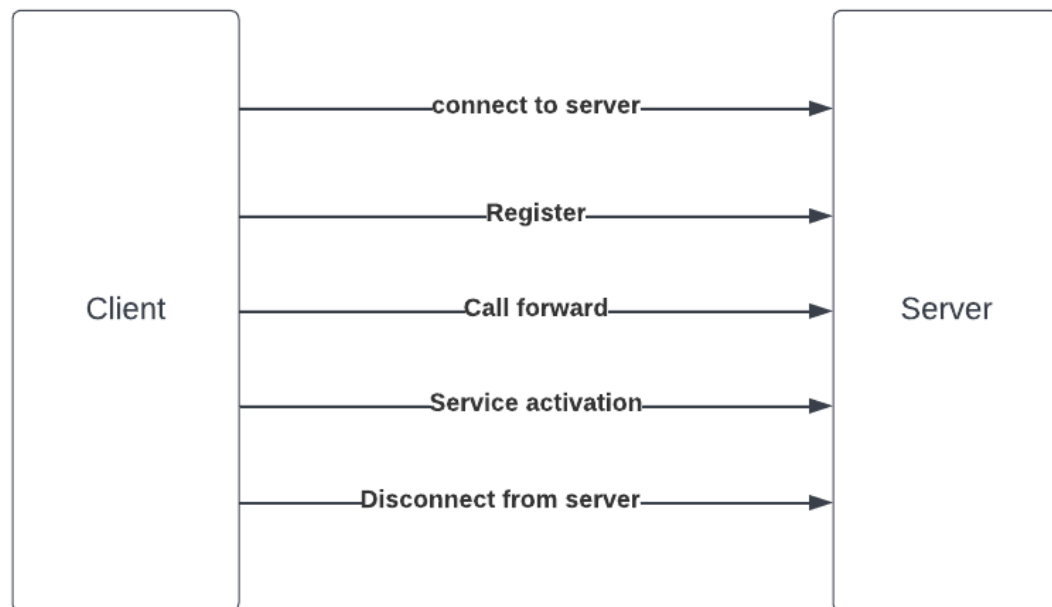 connect to server
Register
Client
Call forward
Server
Service activation
Disconnect from server